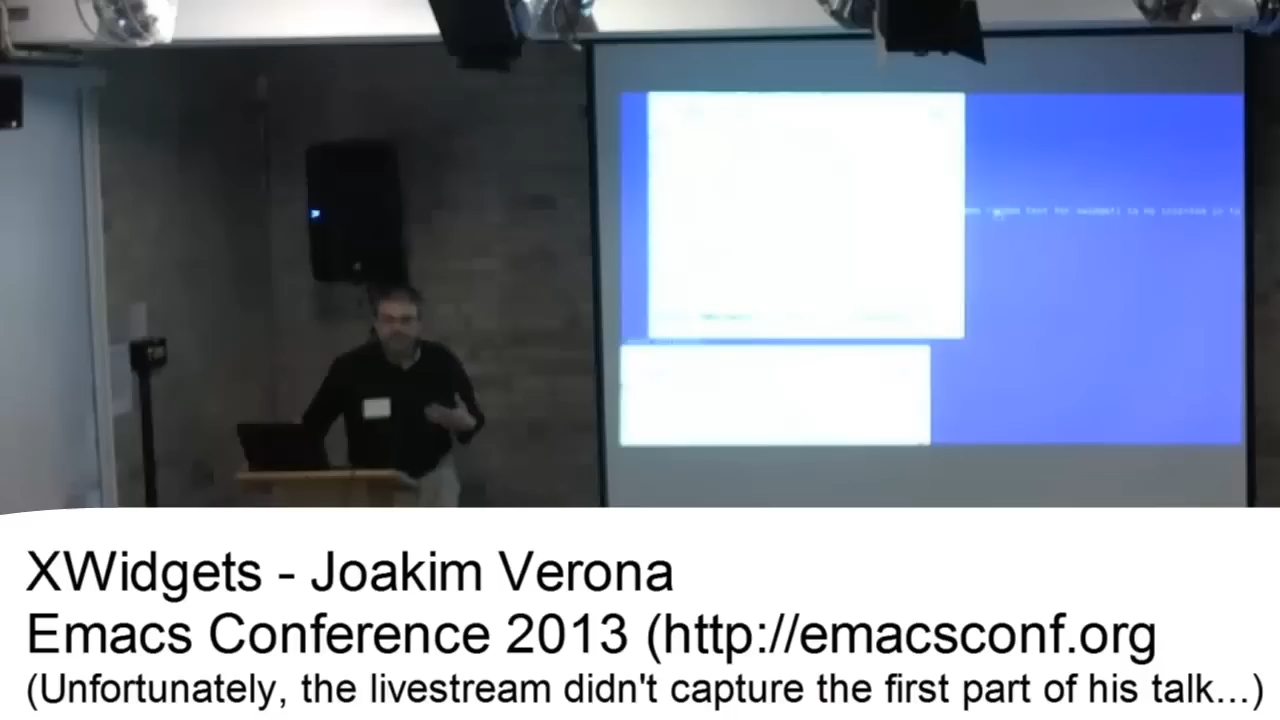 XWidgets - Joakim Verona
Emacs Conference 2013 (http://emacsconf.org
(Unfortunately, the livestream didn't capture the first part of his talk...)